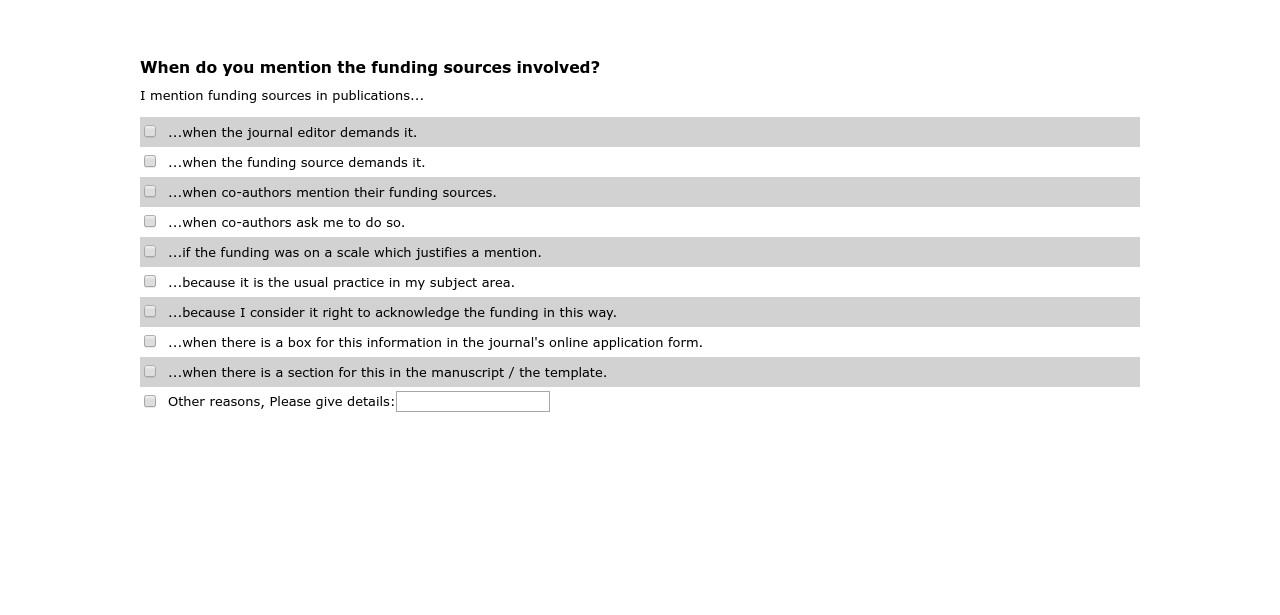 When do you mention the funding sources involved?
I mention funding sources in publications...
...when the journal editor demands it.
...when the funding source demands it.
...when co-authors mention their funding sources.
...when co-authors ask me to do so.
...if the funding was on a scale which justifies a mention.
...because it is the usual practice in my subject area.
...because I consider it right to acknowledge the funding in this way.
...when there is a box for this information in the journal's online application form.
...when there is a section for this in the manuscript / the template.
Other reasons, Please give details: